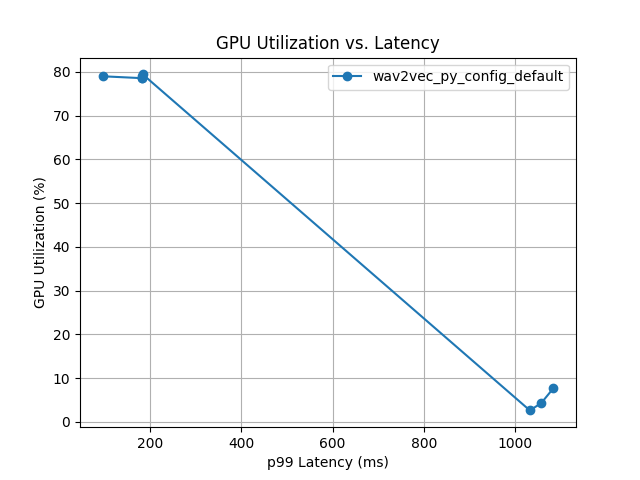 GPU Utilization vs. Latency
wav2vec_py_config_default
80
70
60
50
40
30
20
10
0
GPU Utilization (%)
200 400 600 800 1000
p99 Latency (ms)